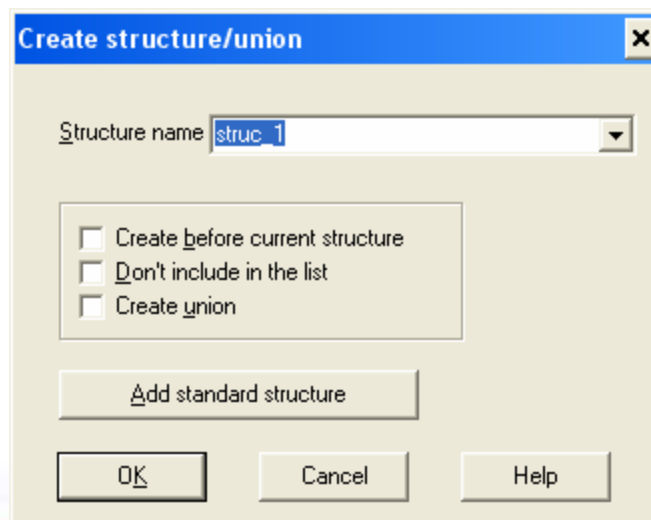 Create structure/union
Structure name struc_1
Create before current structure
Don't include in the list
Create union
Add standard structure
OK Cancel Help